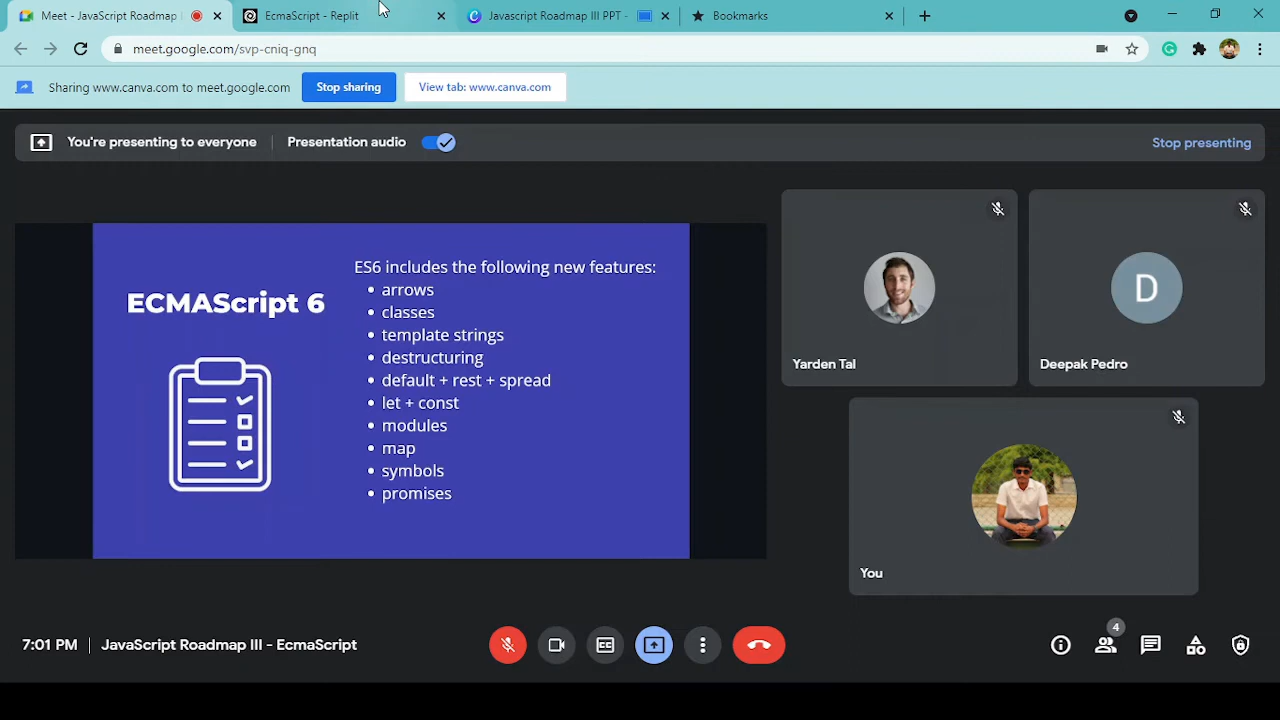 Meet - JavaScript Roadmap
EcmaScript - Replit
Javascript Roadmap III PPT -
Bookmarks
meet.google.com/svp-cniq-gnq
Sharing www.canva.com to meet.google.com
Stop sharing
View tab: www.canva.com
You're presenting to everyone
Presentation audio
Stop presenting
ECMAScript 6
ES6 includes the following new features:
• arrows
• classes
• template strings
• destructuring
• default + rest + spread
• let + const
• modules
• map
• symbols
• promises
Yarden Tal
D
Deepak Pedro
You
7:01 PM | JavaScript Roadmap III - EcmaScript
4